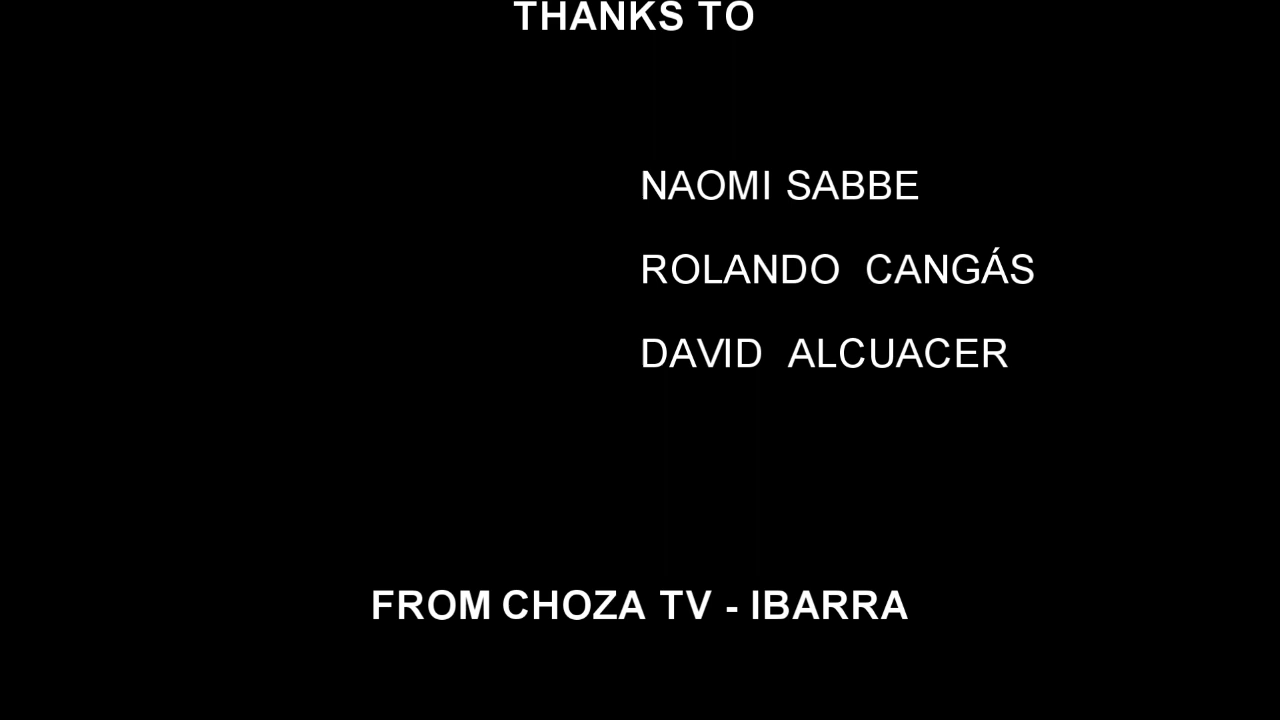 THANKS TO
NAOMI SABBE
ROLANDO CANGÁS
DAVID ALCUACER
FROM CHOZA TV - IBARRA